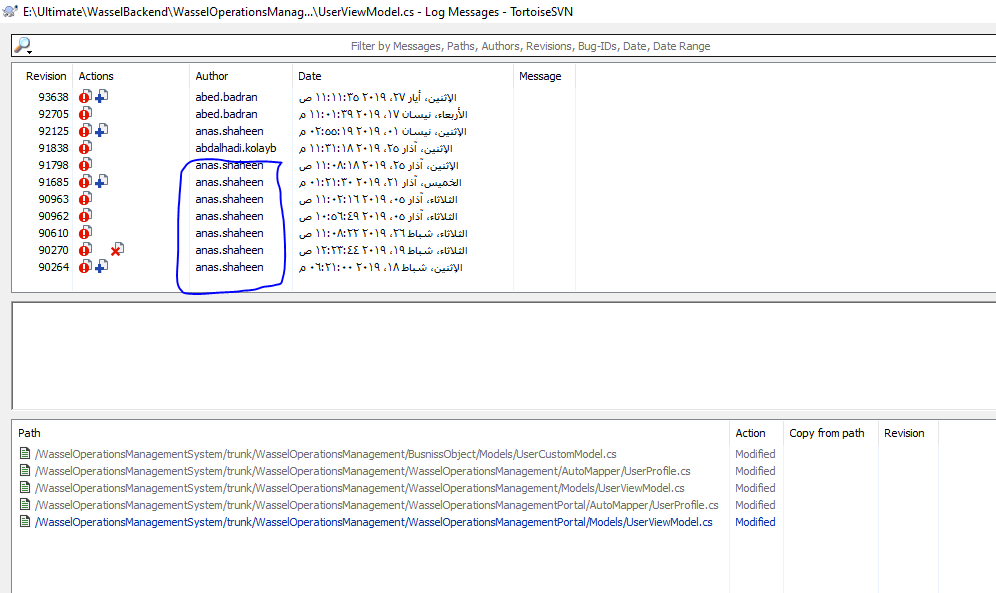 E:\Ultimate\WasselBackend\WasselOperationsManag...\UserViewModel.cs - Log Messages - TortoiseSVN
Filter by Messages, Paths, Authors, Revisions, Bug-IDs, Date, Date Range
Revision Actions Author Date Message
93638 abed.badran الإثنين، أيار ٢٧، ٢٠١٩ ١١:١١:٣٥ ص
92705 abed.badran الأربعاء، نيسان ١٧، ٢٠١٩ ١١:٠١:٣٩ م
92125 anas.shaheen الإثنين، نيسان ٠١، ٢٠١٩ ٠٢:٥٥:١٩ م
91838 abdalhadi.kolayb الإثنين، آذار ٢٥، ٢٠١٩ ١١:٣١:١٨ م
91798 anas.shaheen الإثنين، آذار ٢٥، ٢٠١٩ ١١:٠٨:١٨ ص
91685 anas.shaheen الخميس، آذار ٢١، ٢٠١٩ ٠١:٢١:٣٠ م
90963 anas.shaheen الثلاثاء، آذار ٠٥، ٢٠١٩ ١١:٠٢:١٦ ص
90962 anas.shaheen الثلاثاء، آذار ٠٥، ٢٠١٩ ١٠:٥٦:٤٩ ص
90610 anas.shaheen الثلاثاء، شباط ٢٦، ٢٠١٩ ١١:٠٨:٢٢ ص
90270 anas.shaheen الثلاثاء، شباط ١٩، ٢٠١٩ ١٢:٢٣:٤٤ ص
90264 anas.shaheen الإثنين، شباط ١٨، ٢٠١٩ ٠٦:٢١:٠٠ م
Path Action Copy from path Revision
/WasselOperationsManagementSystem/trunk/WasselOperationsManagement/BusnissObject/Models/UserCustomModel.cs Modified
/WasselOperationsManagementSystem/trunk/WasselOperationsManagement/WasselOperationsManagement/AutoMapper/UserProfile.cs Modified
/WasselOperationsManagementSystem/trunk/WasselOperationsManagement/WasselOperationsManagement/Models/UserViewModel.cs Modified
/WasselOperationsManagementSystem/trunk/WasselOperationsManagement/WasselOperationsManagementPortal/AutoMapper/UserProfile.cs Modified
/WasselOperationsManagementSystem/trunk/WasselOperationsManagement/WasselOperationsManagementPortal/Models/UserViewModel.cs Modified